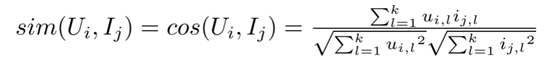 $sim(U_i, I_j) = cos(U_i, I_j) = \frac{\sum_{l=1}^{k} u_{i,l} i_{j,l}}{\sqrt{\sum_{l=1}^{k} {u_{i,l}}^2} \sqrt{\sum_{l=1}^{k} {i_{j,l}}^2}}$